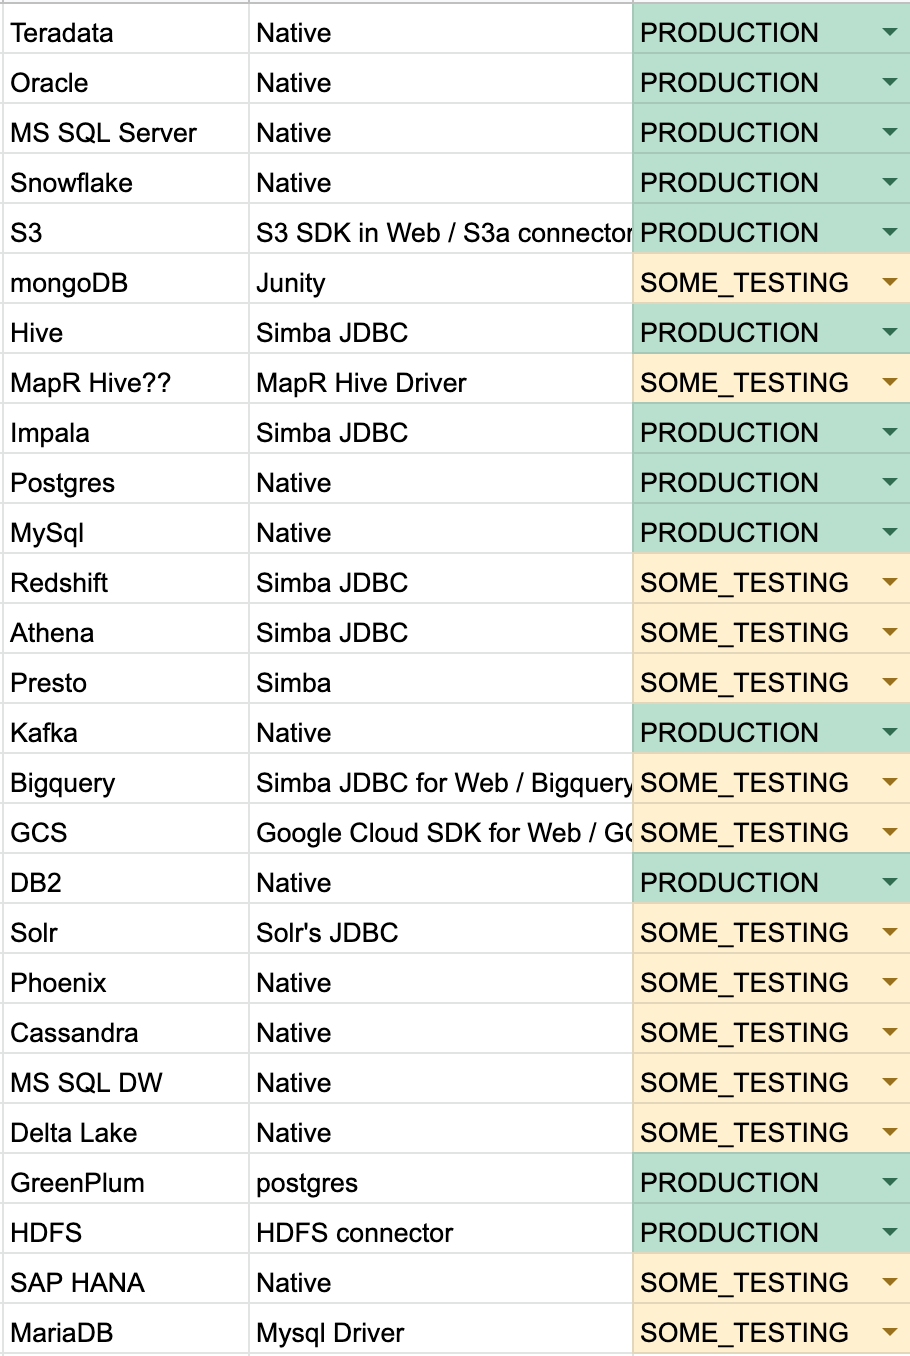 Teradata Native PRODUCTION
Oracle Native PRODUCTION
MS SQL Server Native PRODUCTION
Snowflake Native PRODUCTION
S3 S3 SDK in Web / S3a connector PRODUCTION
mongoDB Junity SOME_TESTING
Hive Simba JDBC PRODUCTION
MapR Hive?? MapR Hive Driver SOME_TESTING
Impala Simba JDBC PRODUCTION
Postgres Native PRODUCTION
MySql Native PRODUCTION
Redshift Simba JDBC SOME_TESTING
Athena Simba JDBC SOME_TESTING
Presto Simba SOME_TESTING
Kafka Native PRODUCTION
Bigquery Simba JDBC for Web / Bigquery SOME_TESTING
GCS Google Cloud SDK for Web / SOME_TESTING
DB2 Native PRODUCTION
Solr Solr's JDBC SOME_TESTING
Phoenix Native SOME_TESTING
Cassandra Native SOME_TESTING
MS SQL DW Native SOME_TESTING
Delta Lake Native SOME_TESTING
GreenPlum postgres PRODUCTION
HDFS HDFS connector PRODUCTION
SAP HANA Native SOME_TESTING
MariaDB Mysql Driver SOME_TESTING